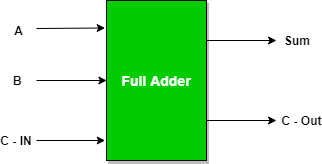 A
B
C - IN
Full Adder
Sum
C - Out